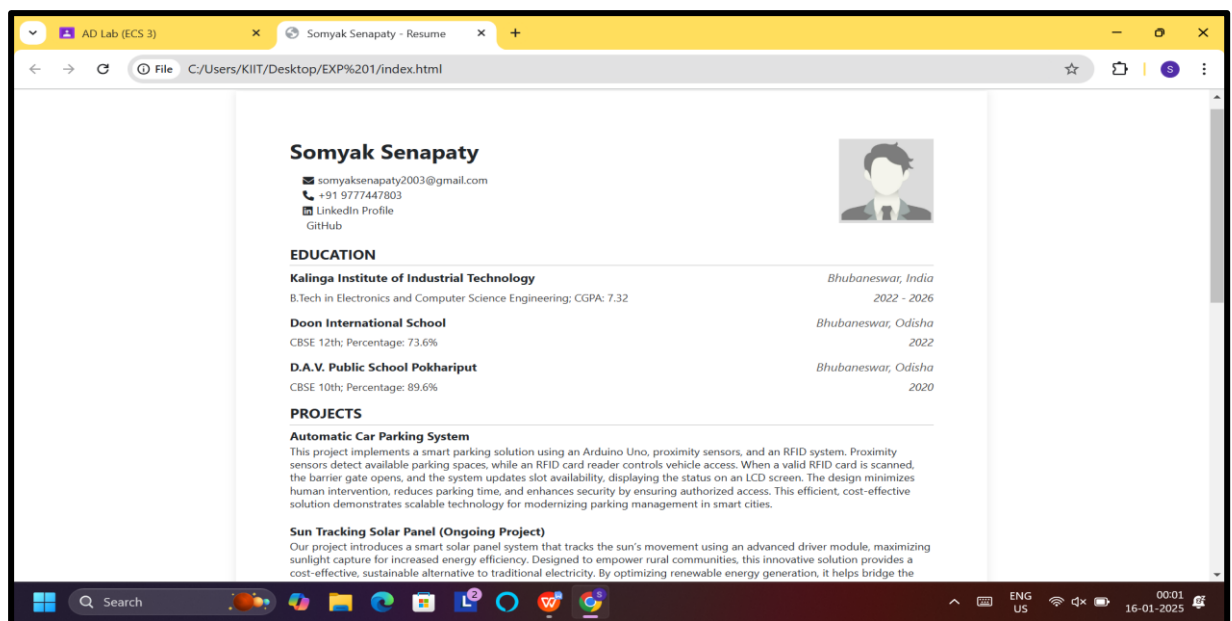 AD Lab (ECS 3)
Somyak Senapaty - Resume
File C:/Users/KIIT/Desktop/EXP%201/index.html
S
Somyak Senapaty
somyaksenapaty2003@gmail.com
+91 9777447803
LinkedIn Profile
GitHub
EDUCATION
Kalinga Institute of Industrial Technology Bhubaneswar, India
B.Tech in Electronics and Computer Science Engineering; CGPA: 7.32 2022 - 2026
Doon International School Bhubaneswar, Odisha
CBSE 12th; Percentage: 73.6% 2022
D.A.V. Public School Pokhariput Bhubaneswar, Odisha
CBSE 10th; Percentage: 89.6% 2020
PROJECTS
Automatic Car Parking System
This project implements a smart parking solution using an Arduino Uno, proximity sensors, and an RFID system. Proximity
sensors detect available parking spaces, while an RFID card reader controls vehicle access. When a valid RFID card is scanned,
the barrier gate opens, and the system updates slot availability, displaying the status on an LCD screen. The design minimizes
human intervention, reduces parking time, and enhances security by ensuring authorized access. This efficient, cost-effective
solution demonstrates scalable technology for modernizing parking management in smart cities.
Sun Tracking Solar Panel (Ongoing Project)
Our project introduces a smart solar panel system that tracks the sun's movement using an advanced driver module, maximizing
sunlight capture for increased energy efficiency. Designed to empower rural communities, this innovative solution provides a
cost-effective, sustainable alternative to traditional electricity. By optimizing renewable energy generation, it helps bridge the
Search
L 2
W
S
ENG
US
00:01
16-01-2025